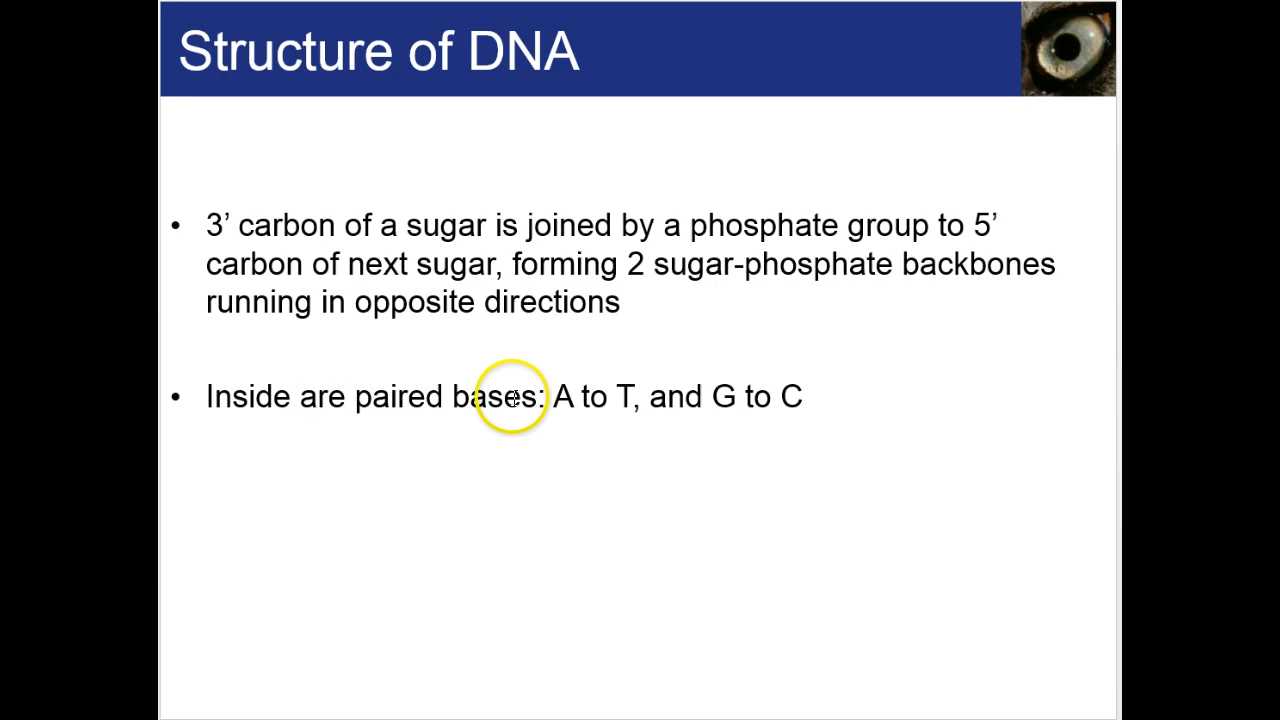 Structure of DNA
• 3’ carbon of a sugar is joined by a phosphate group to 5’
carbon of next sugar, forming 2 sugar-phosphate backbones
running in opposite directions
• Inside are paired bases: A to T, and G to C